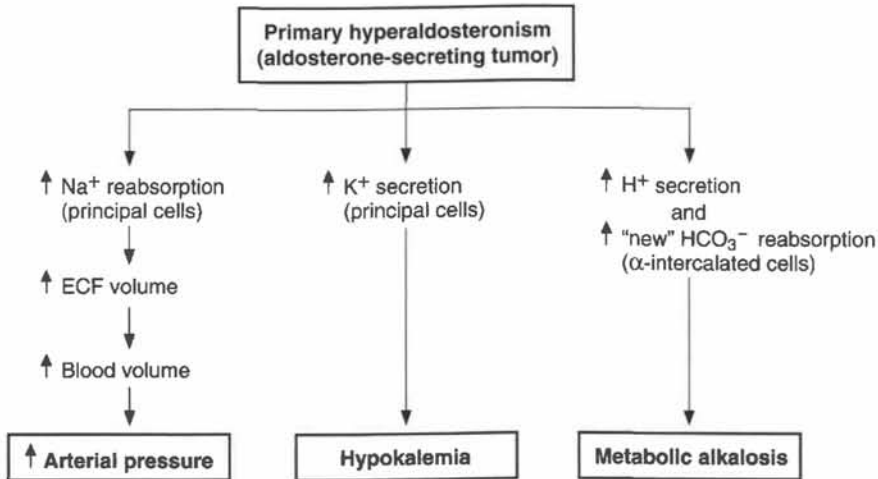 Primary hyperaldosteronism
(aldosterone-secreting tumor)
↑ Na⁺ reabsorption
(principal cells)
↑ ECF volume
↑ Blood volume
↑ Arterial pressure
↑ K⁺ secretion
(principal cells)
Hypokalemia
↑ H⁺ secretion
and
↑ "new" HCO₃⁻ reabsorption
(α-intercalated cells)
Metabolic alkalosis